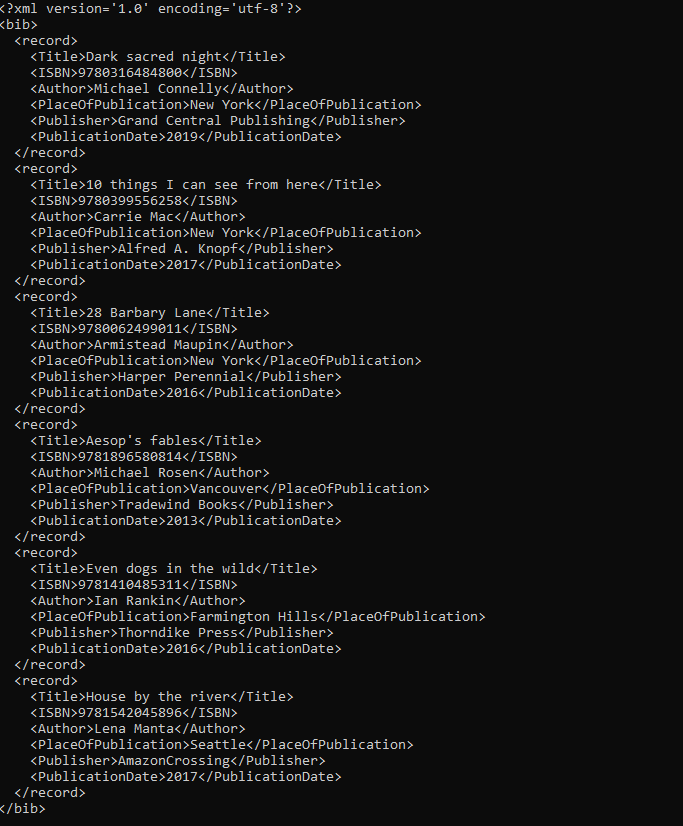 <?xml version='1.0' encoding='utf-8'?>
<bib>
  <record>
    <Title>Dark sacred night</Title>
    <ISBN>9780316484800</ISBN>
    <Author>Michael Connelly</Author>
    <PlaceOfPublication>New York</PlaceOfPublication>
    <Publisher>Grand Central Publishing</Publisher>
    <PublicationDate>2019</PublicationDate>
  </record>
  <record>
    <Title>10 things I can see from here</Title>
    <ISBN>9780399556258</ISBN>
    <Author>Carrie Mac</Author>
    <PlaceOfPublication>New York</PlaceOfPublication>
    <Publisher>Alfred A. Knopf</Publisher>
    <PublicationDate>2017</PublicationDate>
  </record>
  <record>
    <Title>28 Barbary Lane</Title>
    <ISBN>9780062499011</ISBN>
    <Author>Armistead Maupin</Author>
    <PlaceOfPublication>New York</PlaceOfPublication>
    <Publisher>Harper Perennial</Publisher>
    <PublicationDate>2016</PublicationDate>
  </record>
  <record>
    <Title>Aesop's fables</Title>
    <ISBN>9781896580814</ISBN>
    <Author>Michael Rosen</Author>
    <PlaceOfPublication>Vancouver</PlaceOfPublication>
    <Publisher>Tradewind Books</Publisher>
    <PublicationDate>2013</PublicationDate>
  </record>
  <record>
    <Title>Even dogs in the wild</Title>
    <ISBN>9781410485311</ISBN>
    <Author>Ian Rankin</Author>
    <PlaceOfPublication>Farmington Hills</PlaceOfPublication>
    <Publisher>Thorndike Press</Publisher>
    <PublicationDate>2016</PublicationDate>
  </record>
  <record>
    <Title>House by the river</Title>
    <ISBN>9781542045896</ISBN>
    <Author>Lena Manta</Author>
    <PlaceOfPublication>Seattle</PlaceOfPublication>
    <Publisher>AmazonCrossing</Publisher>
    <PublicationDate>2017</PublicationDate>
  </record>
</bib>